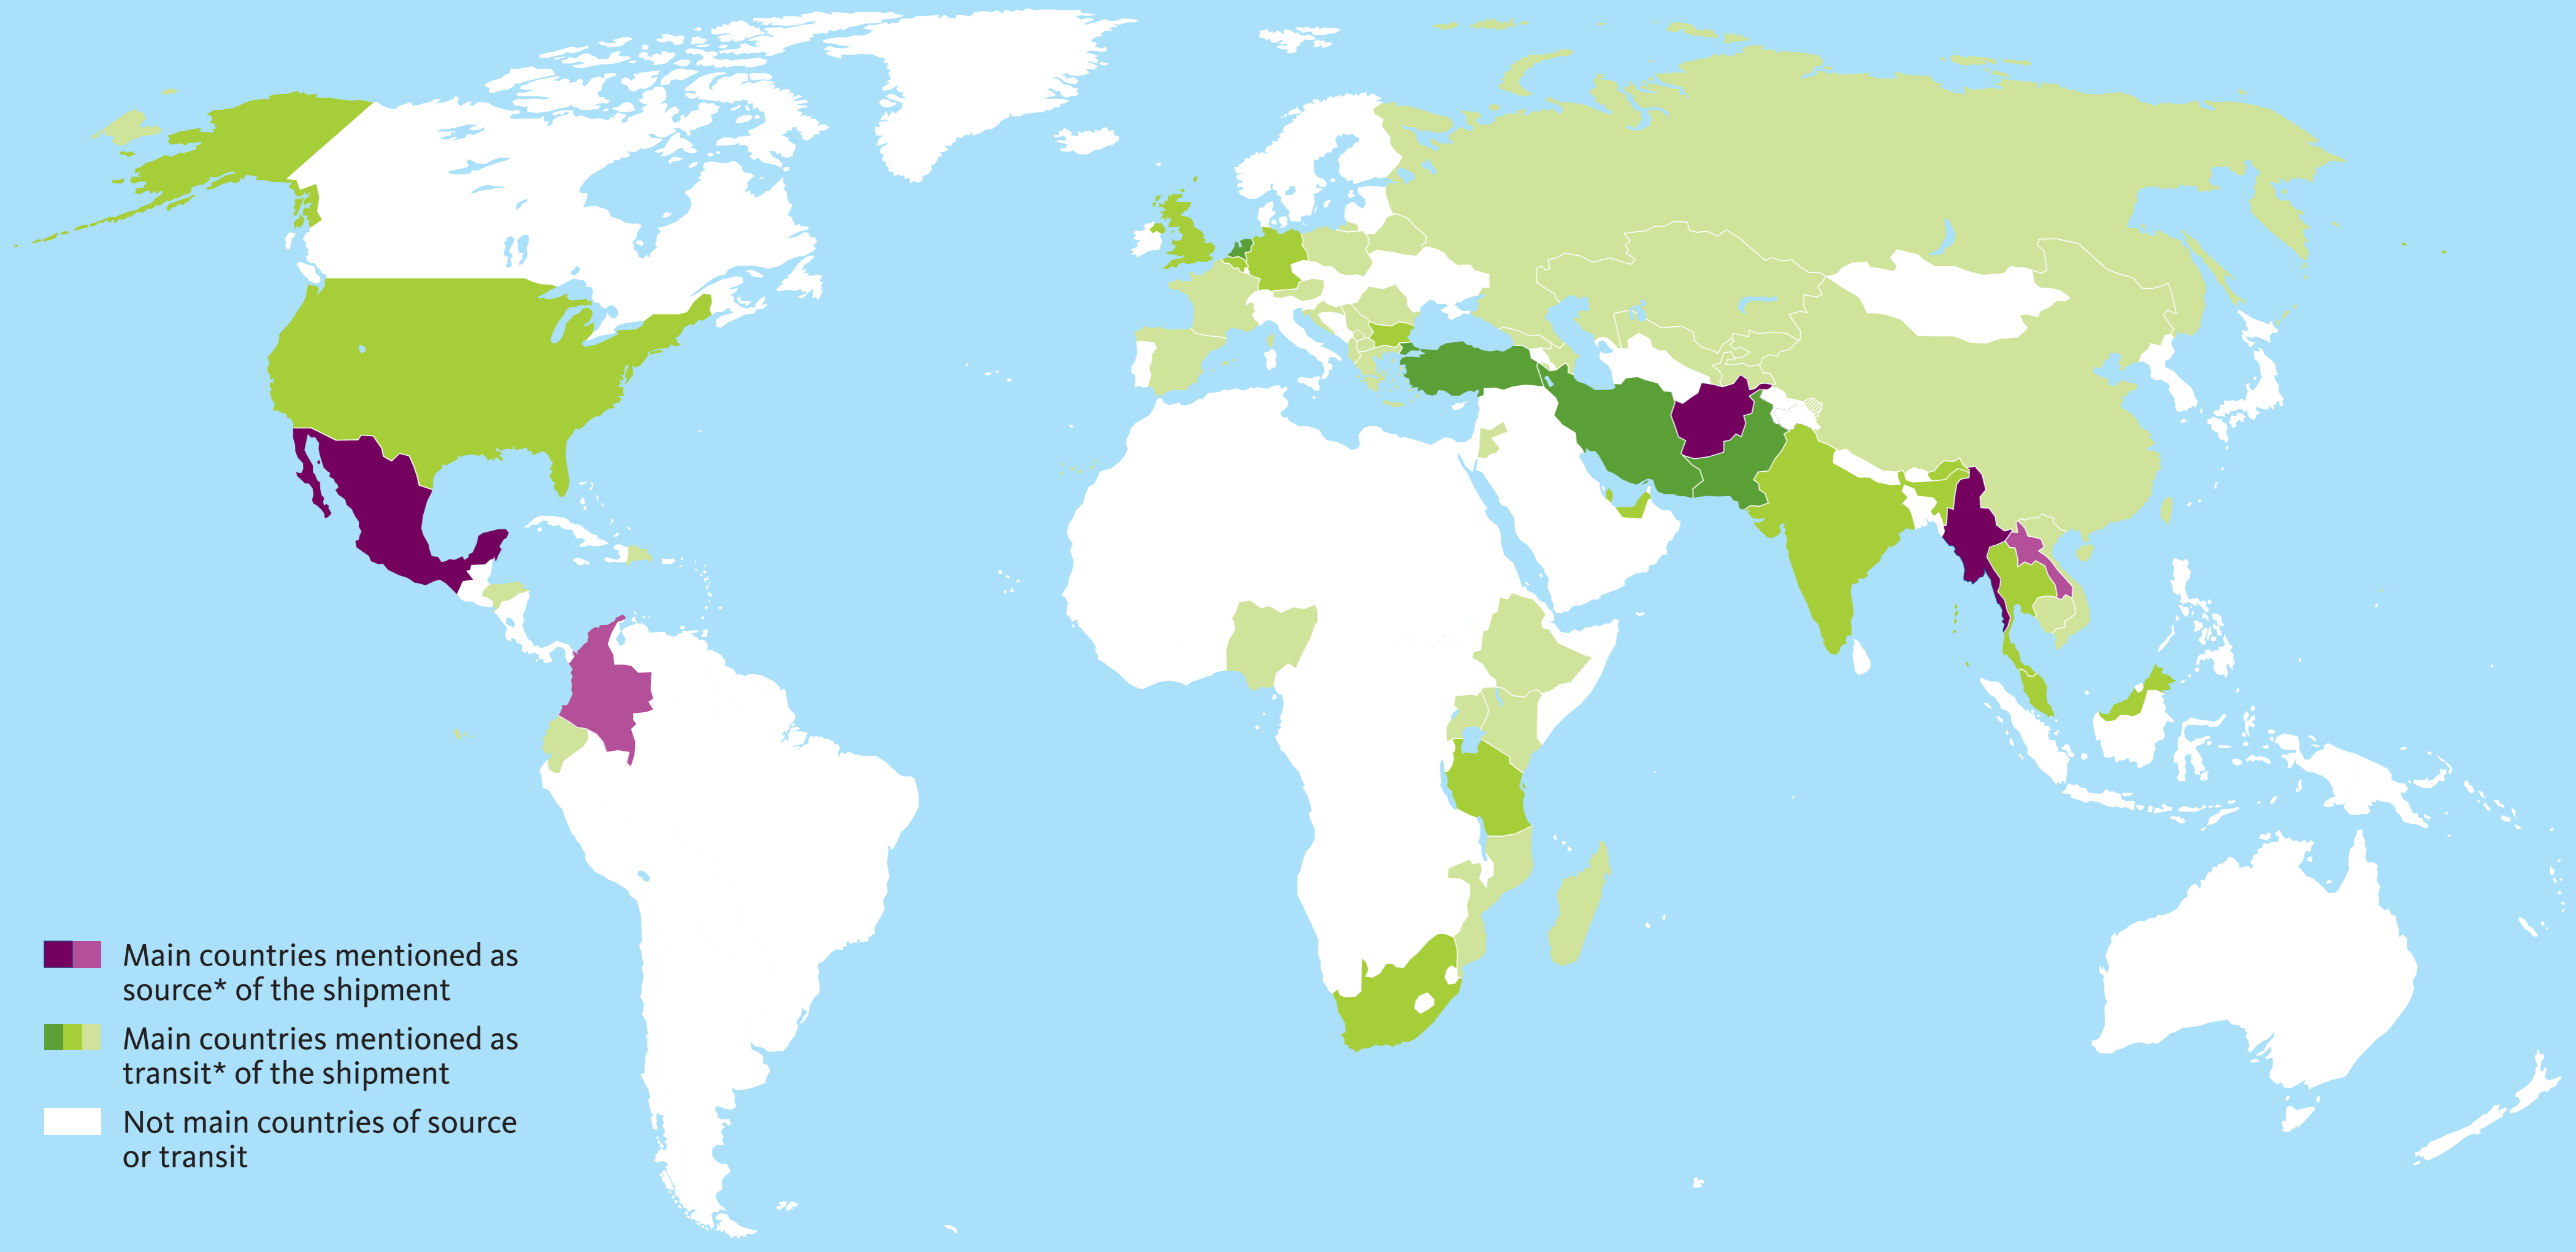 Main countries mentioned as
source* of the shipment
Main countries mentioned as
transit* of the shipment
Not main countries of source
or transit